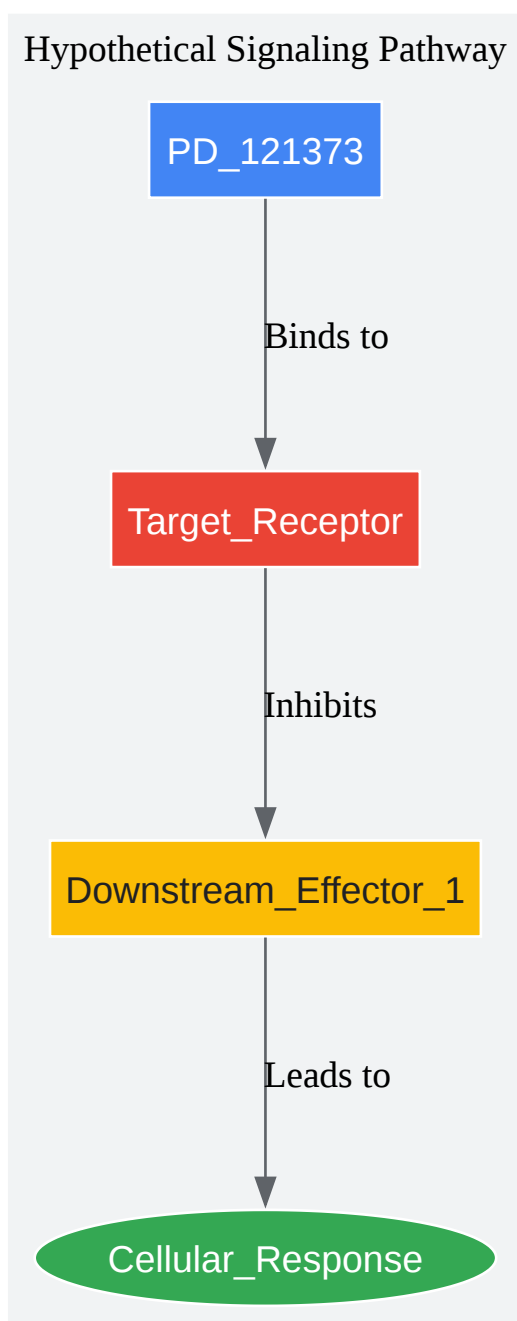 Hypothetical Signaling Pathway
PD_121373
Binds to
Target_Receptor
Inhibits
Downstream_Effector_1
Leads to
Cellular_Response